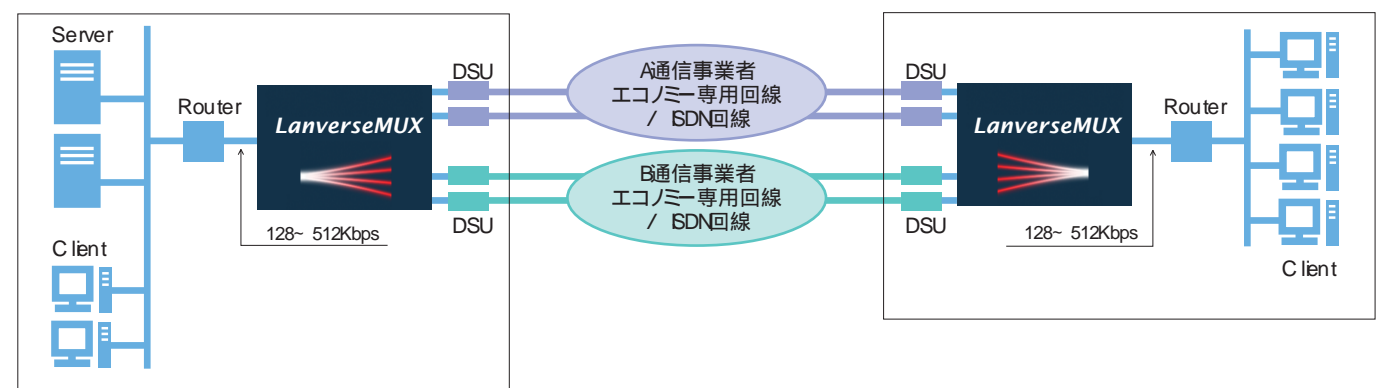 Server
Router
LanverseMUX
128~ 512Kbps
Client
DSU
DSU
A通信事業者
エコノミー専用回線
/ ISDN回線
B通信事業者
エコノミー専用回線
/ ISDN回線
DSU
DSU
LanverseMUX
Router
128~ 512Kbps
Client